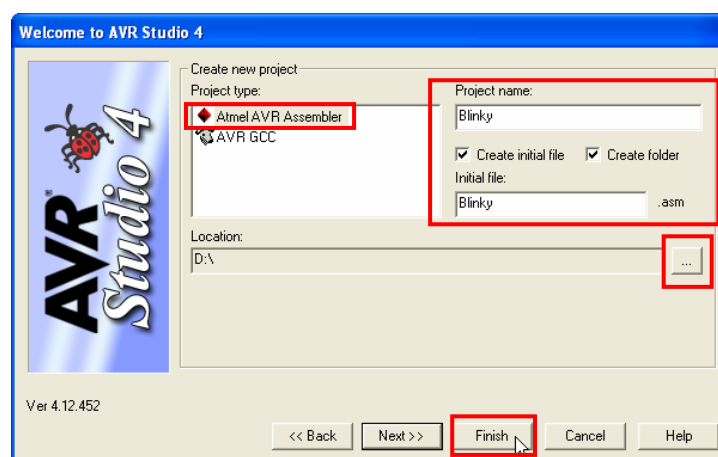 Welcome to AVR Studio 4
Create new project
Project type:
Atmel AVR Assembler
AVR GCC
Project name:
Blinky
Create initial file Create folder
Initial file:
Blinky .asm
Location:
D:\
...
AVR®
Studio 4
Ver 4.12.452
<< Back Next >> Finish Cancel Help